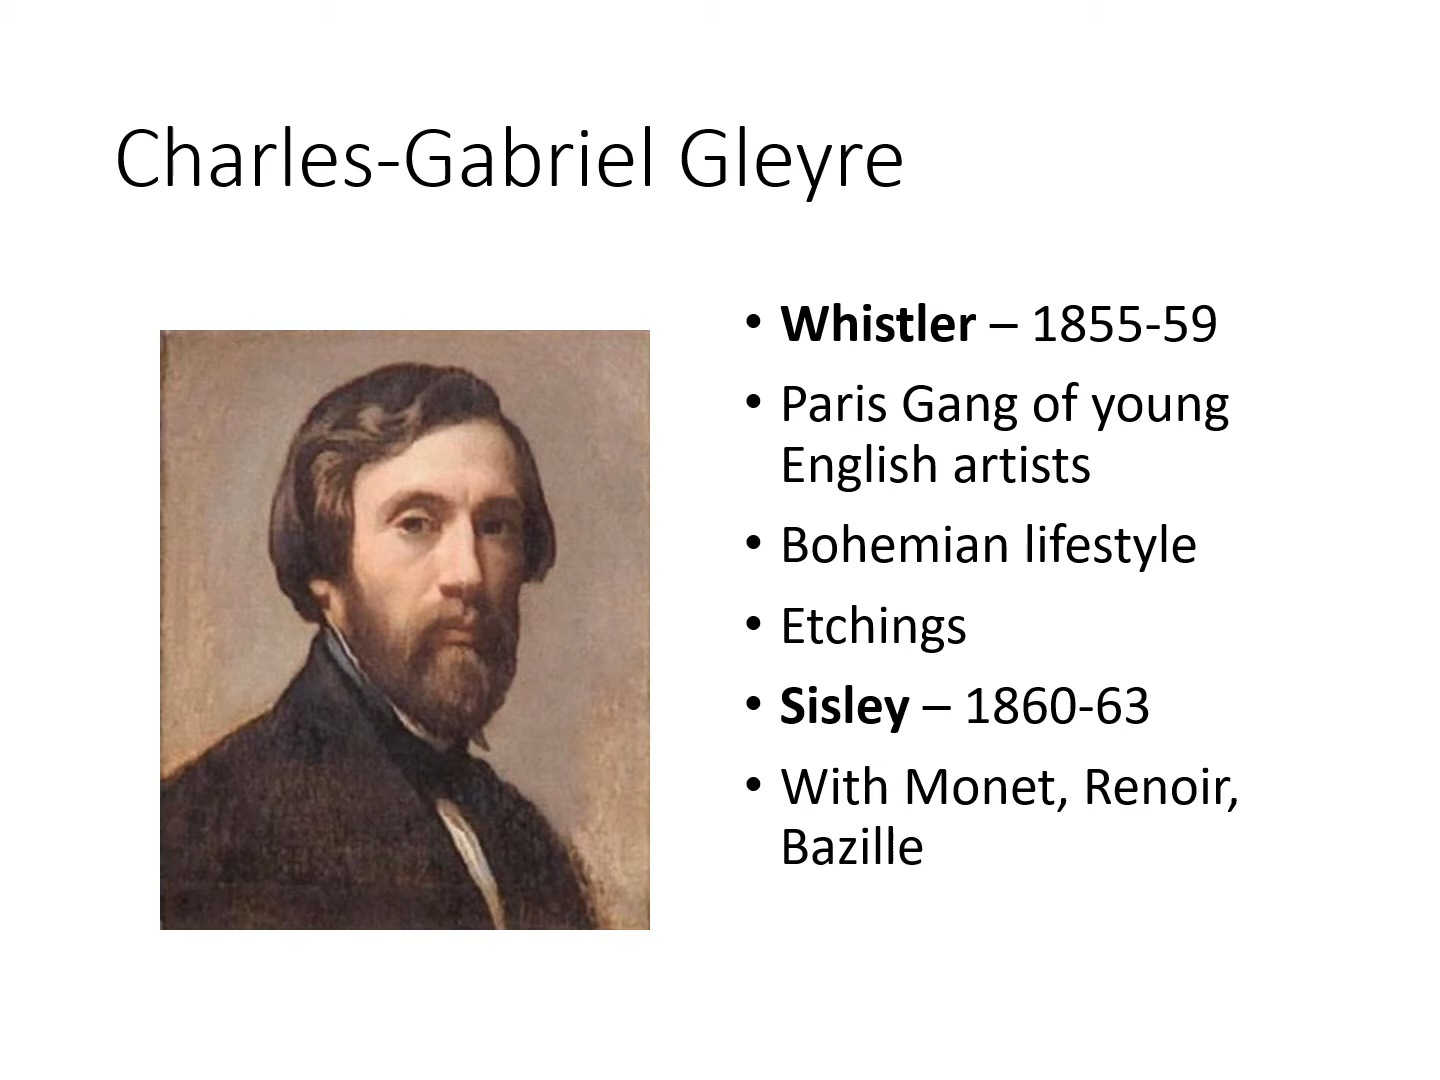 Charles-Gabriel Gleyre
• Whistler – 1855-59
• Paris Gang of young
English artists
• Bohemian lifestyle
• Etchings
• Sisley – 1860-63
• With Monet, Renoir,
Bazille